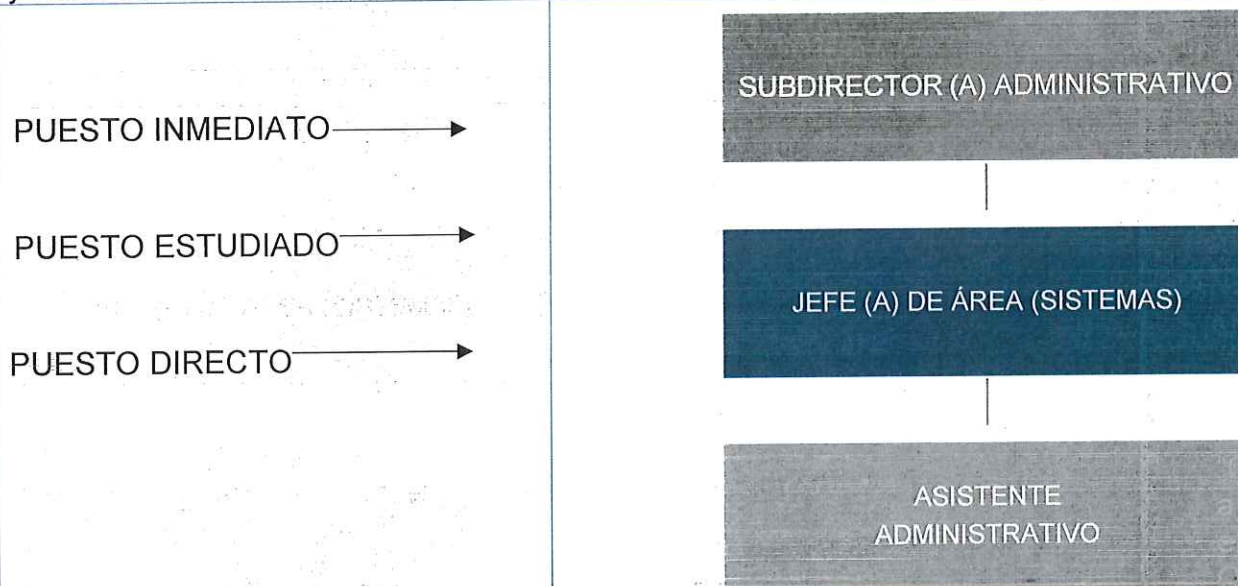 PUESTO INMEDIATO
PUESTO ESTUDIADO
PUESTO DIRECTO
SUBDIRECTOR (A) ADMINISTRATIVO
JEFE (A) DE ÁREA (SISTEMAS)
ASISTENTE
ADMINISTRATIVO